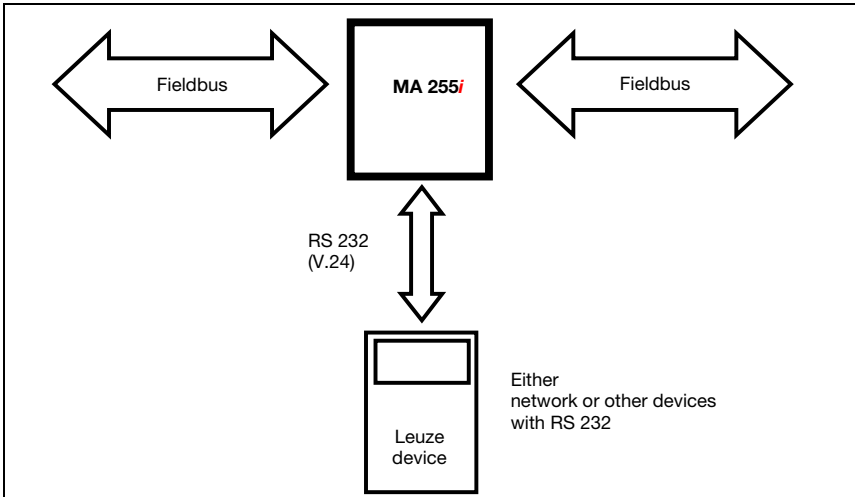 Fieldbus
MA 255i
Fieldbus
RS 232
(V.24)
Either
network or other devices
with RS 232
Leuze
device